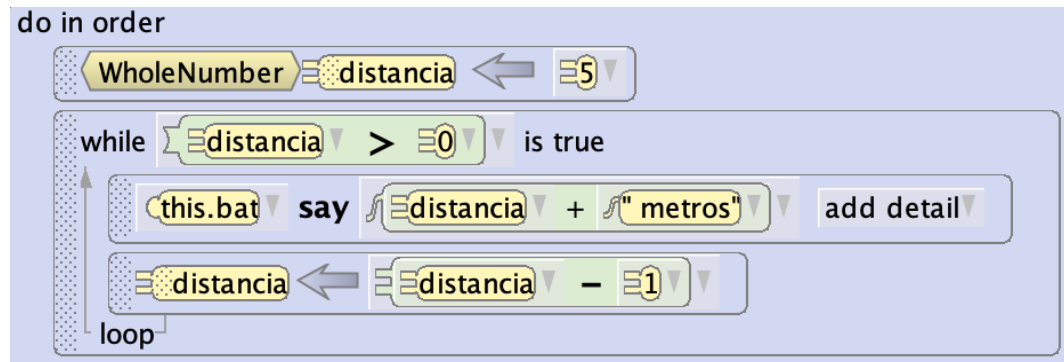 do in order
WholeNumber distancia 5
while distancia > 0 is true
this.bat say distancia + " metros" add detail
distancia distancia - 1
loop